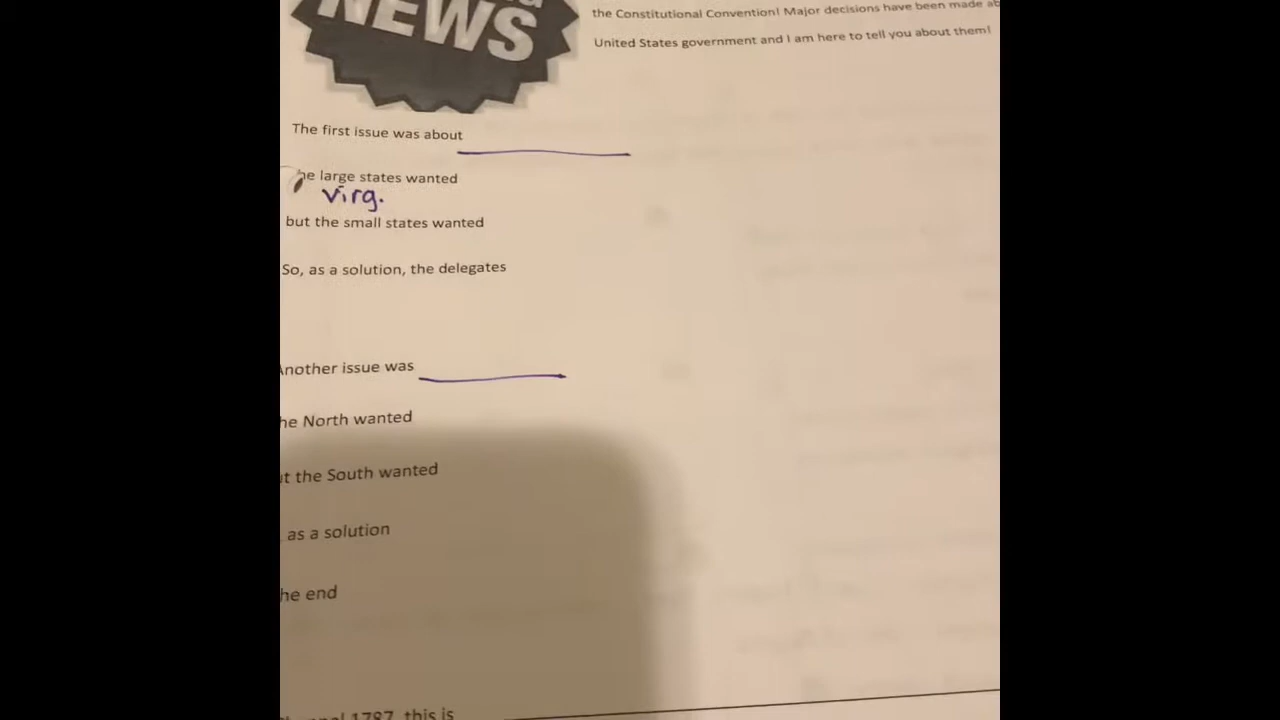 NEWS
the Constitutional Convention! Major decisions have been made
United States government and I am here to tell you about them!
The first issue was about
he large states wanted
virg.
but the small states wanted
So, as a solution, the delegates
Another issue was
he North wanted
ut the South wanted
as a solution
he end
1787, this is